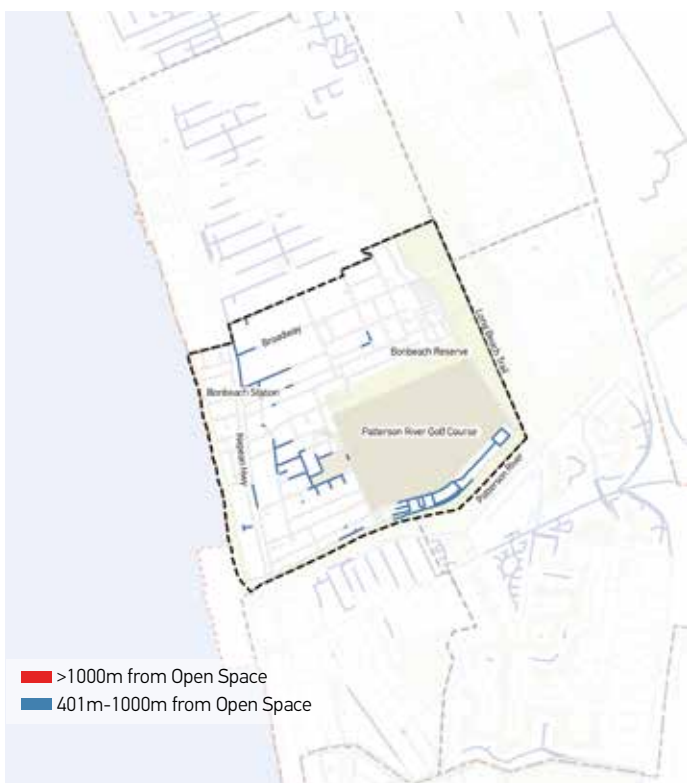 Broadway
Long Beach Trail
Bonbeach Reserve
Bonbeach Station
Patterson River Golf Course
Nepean Hwy
Patterson River
>1000m from Open Space
401m-1000m from Open Space